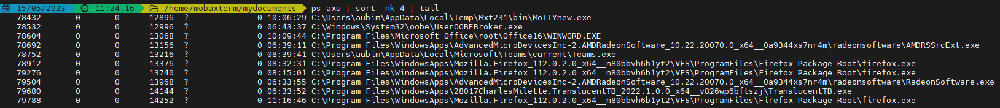 15/05/2023 11:24.16 /home/mobaxterm/mydocuments ps axu | sort -nk 4 | tail
78432 0 0 12896 ? 0 10:06:29 C:\Users\aubim\AppData\Local\Temp\Mxt231\bin\MoTTYnew.exe
78532 0 0 12996 ? 0 06:43:37 C:\Windows\System32\oobe\UserOOBEBroker.exe
78604 0 0 13068 ? 0 10:09:44 C:\Program Files\Microsoft Office\root\Office16\WINWORD.EXE
78692 0 0 13156 ? 0 06:39:11 C:\Program Files\WindowsApps\AdvancedMicroDevicesInc-2.AMDRadeonSoftware_10.22.20070.0_x64__0a9344xs7nr4m\radeonsoftware\AMDRSSrcExt.exe
78752 0 0 13216 ? 0 08:39:41 C:\Users\aubim\AppData\Local\Microsoft\Teams\current\Teams.exe
78912 0 0 13376 ? 0 08:32:31 C:\Program Files\WindowsApps\Mozilla.Firefox_112.0.2.0_x64__n80bbvh6b1yt2\VFS\ProgramFiles\Firefox Package Root\firefox.exe
79276 0 0 13740 ? 0 08:15:01 C:\Program Files\WindowsApps\Mozilla.Firefox_112.0.2.0_x64__n80bbvh6b1yt2\VFS\ProgramFiles\Firefox Package Root\firefox.exe
79504 0 0 13968 ? 0 06:33:55 C:\Program Files\WindowsApps\AdvancedMicroDevicesInc-2.AMDRadeonSoftware_10.22.20070.0_x64__0a9344xs7nr4m\radeonsoftware\RadeonSoftware.exe
79680 0 0 14144 ? 0 06:33:52 C:\Program Files\WindowsApps\28017CharlesMilette.TranslucentTB_2022.1.0.0_x64__v826wp6bftszj\TranslucentTB.exe
79788 0 0 14252 ? 0 11:16:46 C:\Program Files\WindowsApps\Mozilla.Firefox_112.0.2.0_x64__n80bbvh6b1yt2\VFS\ProgramFiles\Firefox Package Root\firefox.exe